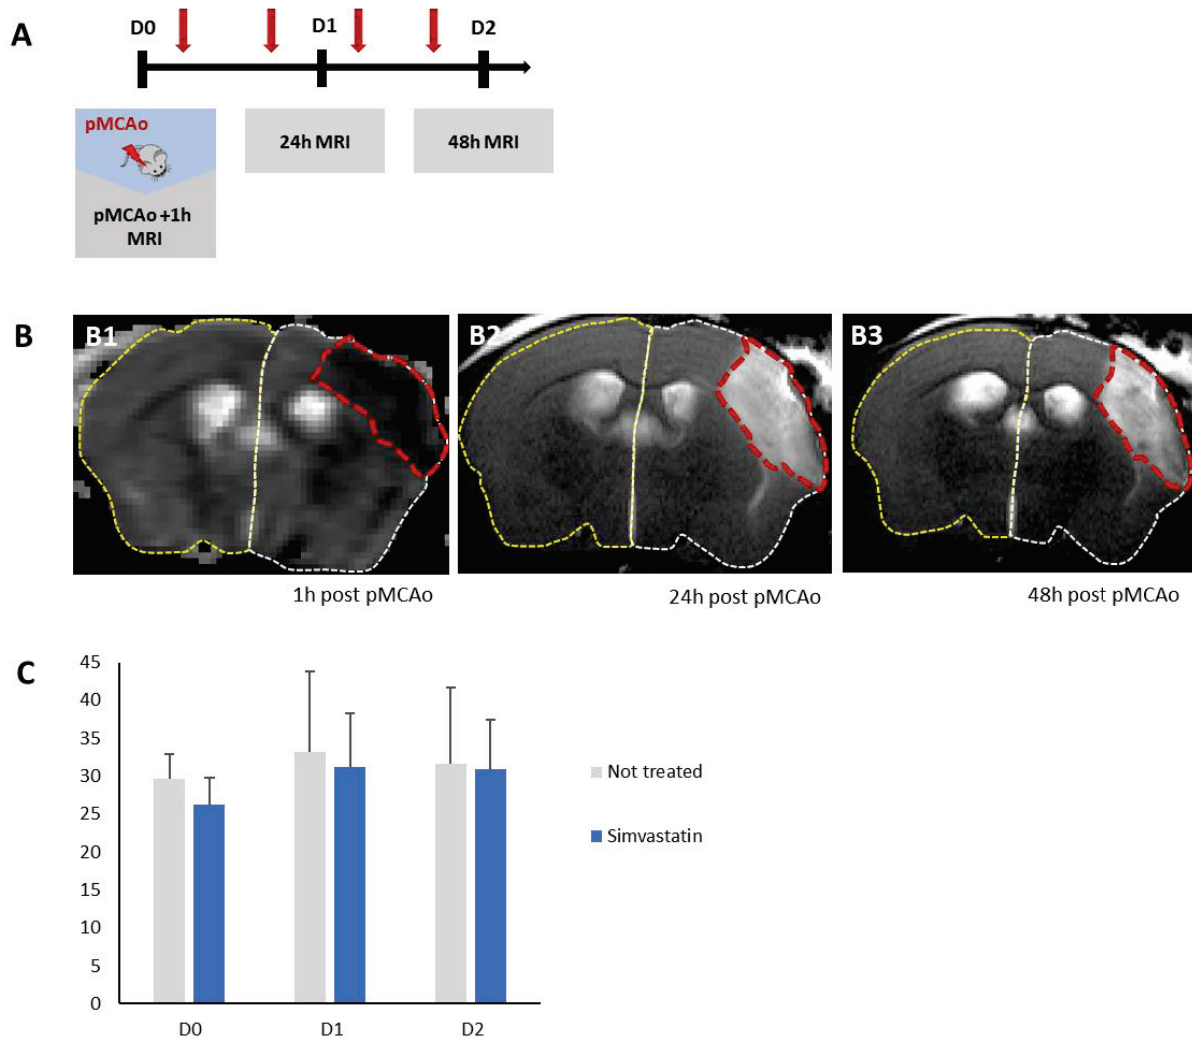 A
D0
D1
D2
pMCAo
pMCAo +1h
MRI
24h MRI
48h MRI
B
B1
B2
B3
1h post pMCAo
24h post pMCAo
48h post pMCAo
C
45
40
35
30
25
20
15
10
5
0
D0
D1
D2
Not treated
Simvastatin